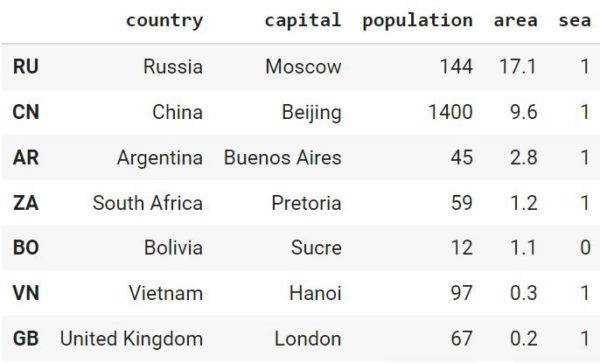 country capital population area sea
RU Russia Moscow 144 17.1 1
CN China Beijing 1400 9.6 1
AR Argentina Buenos Aires 45 2.8 1
ZA South Africa Pretoria 59 1.2 1
BO Bolivia Sucre 12 1.1 0
VN Vietnam Hanoi 97 0.3 1
GB United Kingdom London 67 0.2 1